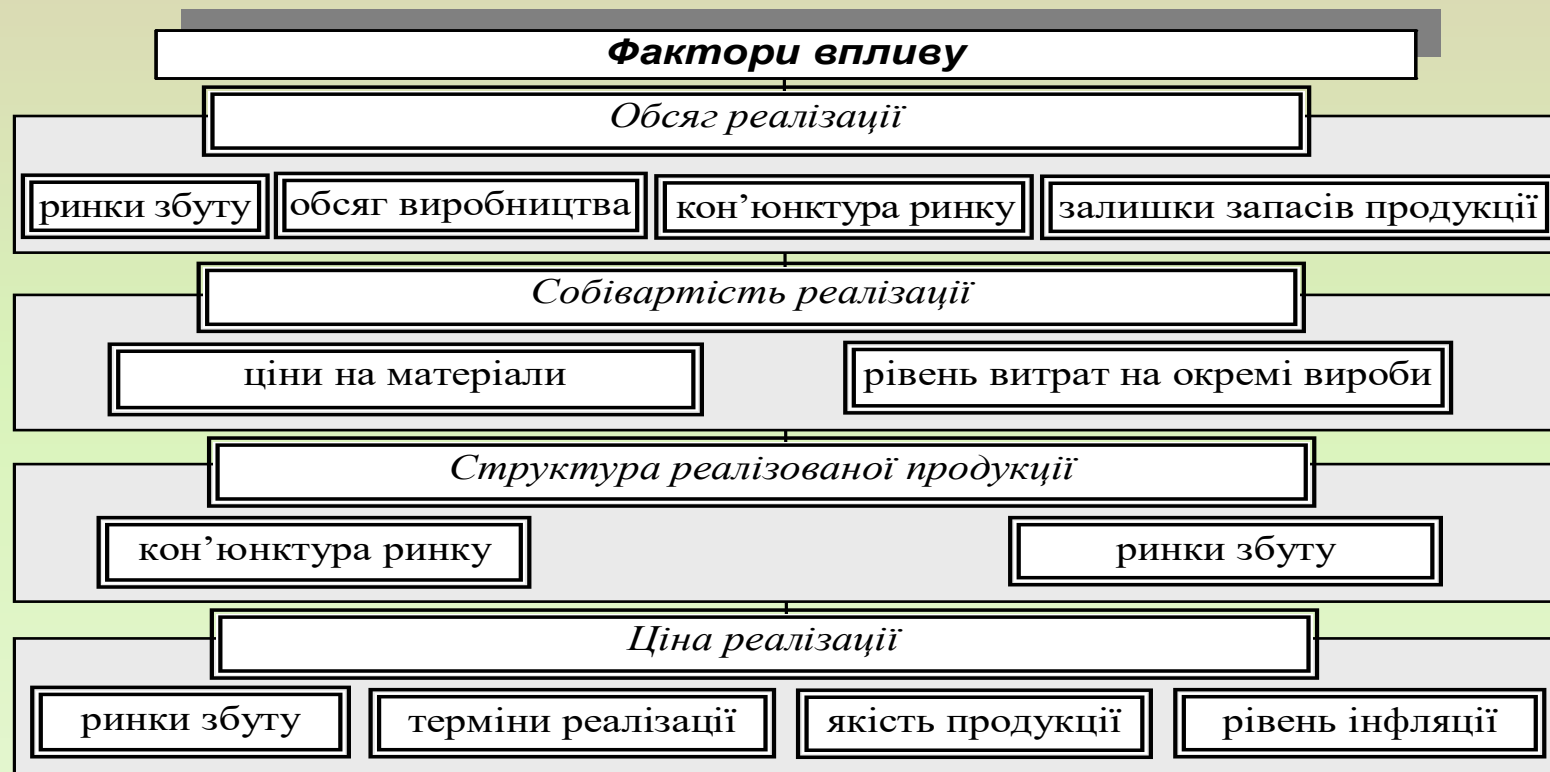 Фактори впливу
Обсяг реалізації
ринки збуту обсяг виробництва кон’юнктура ринку залишки запасів продукції
Собівартість реалізації
ціни на матеріали рівень витрат на окремі вироби
Структура реалізованої продукції
кон’юнктура ринку ринки збуту
Ціна реалізації
ринки збуту терміни реалізації якість продукції рівень інфляції